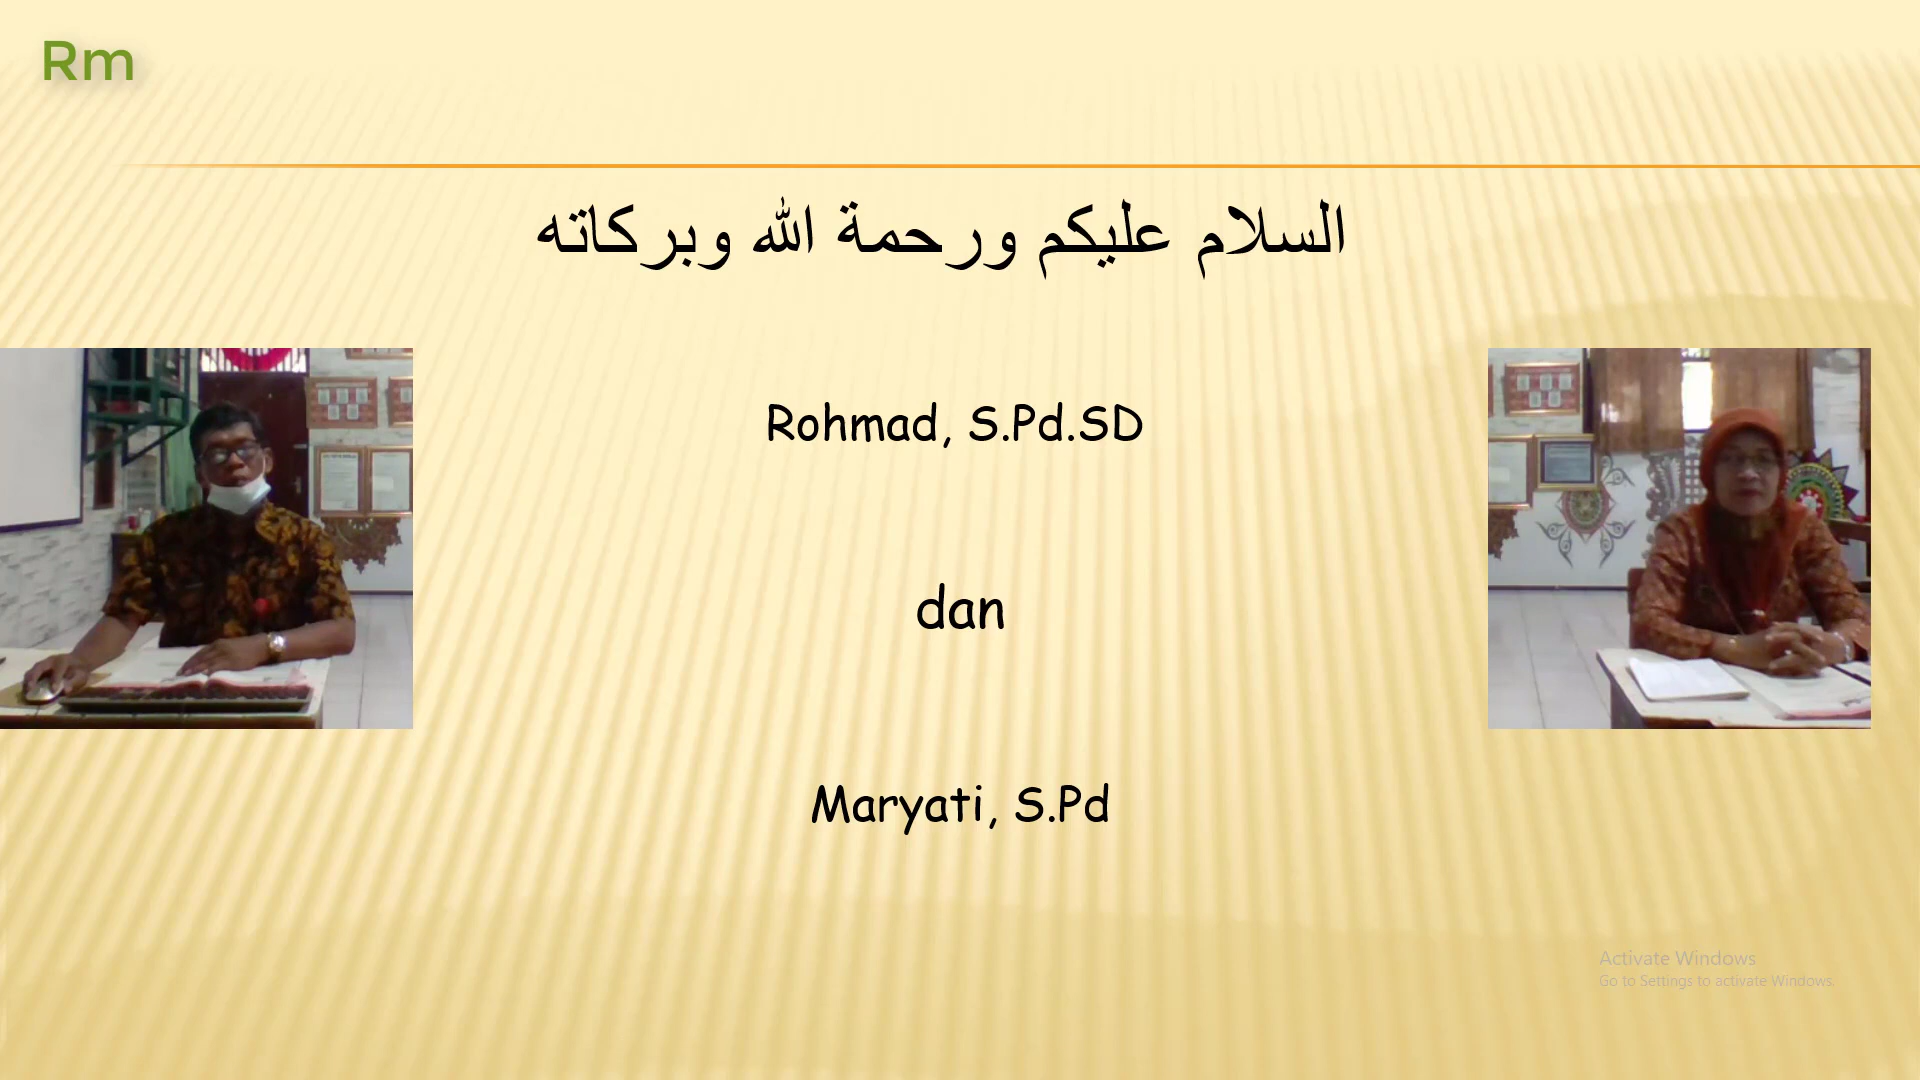 Rm
السلام عليكم ورحمة الله وبركاته
Rohmad, S.Pd.SD
dan
Maryati, S.Pd
Activate Windows
Go to Settings to activate Windows.